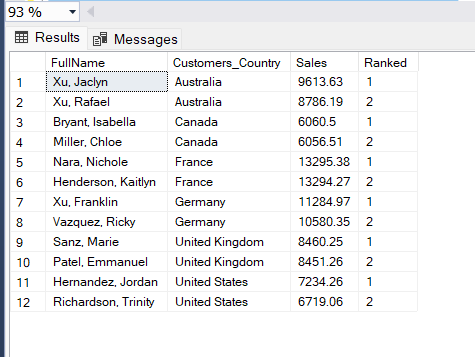 93 %
Results Messages
FullName Customers_Country Sales Ranked
1 Xu, Jaclyn Australia 9613.63 1
2 Xu, Rafael Australia 8786.19 2
3 Bryant, Isabella Canada 6060.5 1
4 Miller, Chloe Canada 6056.51 2
5 Nara, Nichole France 13295.38 1
6 Henderson, Kaitlyn France 13294.27 2
7 Xu, Franklin Germany 11284.97 1
8 Vazquez, Ricky Germany 10580.35 2
9 Sanz, Marie United Kingdom 8460.25 1
10 Patel, Emmanuel United Kingdom 8451.26 2
11 Hernandez, Jordan United States 7234.26 1
12 Richardson, Trinity United States 6719.06 2